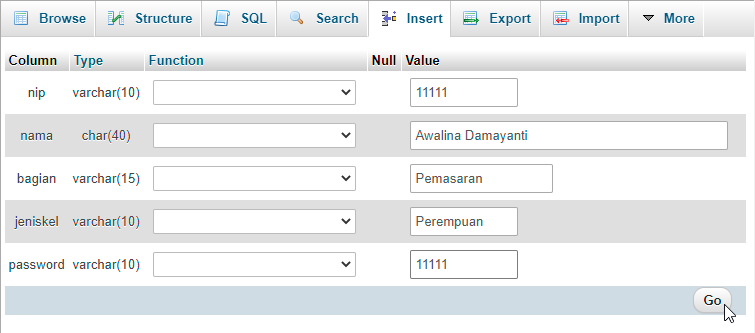 Browse Structure SQL Search Insert Export Import More
Column Type Function Null Value
nip varchar(10) 11111
nama char(40) Awalina Damayanti
bagian varchar(15) Pemasaran
jeniskel varchar(10) Perempuan
password varchar(10) 11111
Go